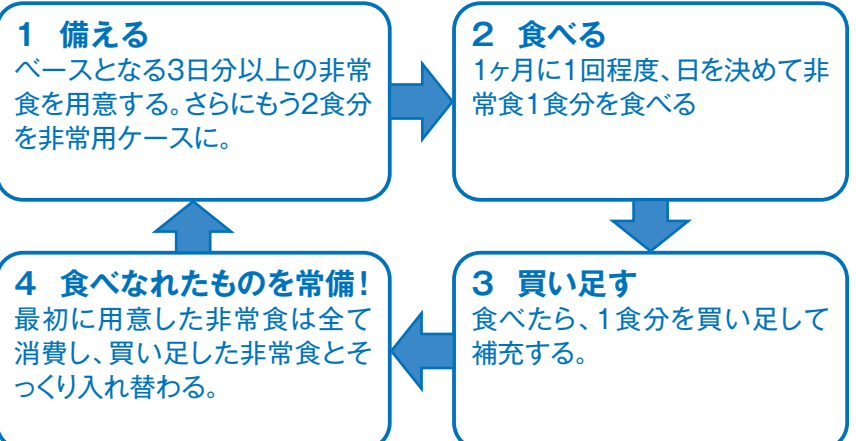 1 備える
ベースとなる3日分以上の非常
食を用意する。さらにもう2食分
を非常用ケースに。
2 食べる
1ヶ月に1回程度、日を決めて非
常食1食分を食べる
3 買い足す
食べたら、1食分を買い足して
補充する。
4 食べなれたものを常備!
最初に用意した非常食は全て
消費し、買い足した非常食とそ
っくり入れ替わる。